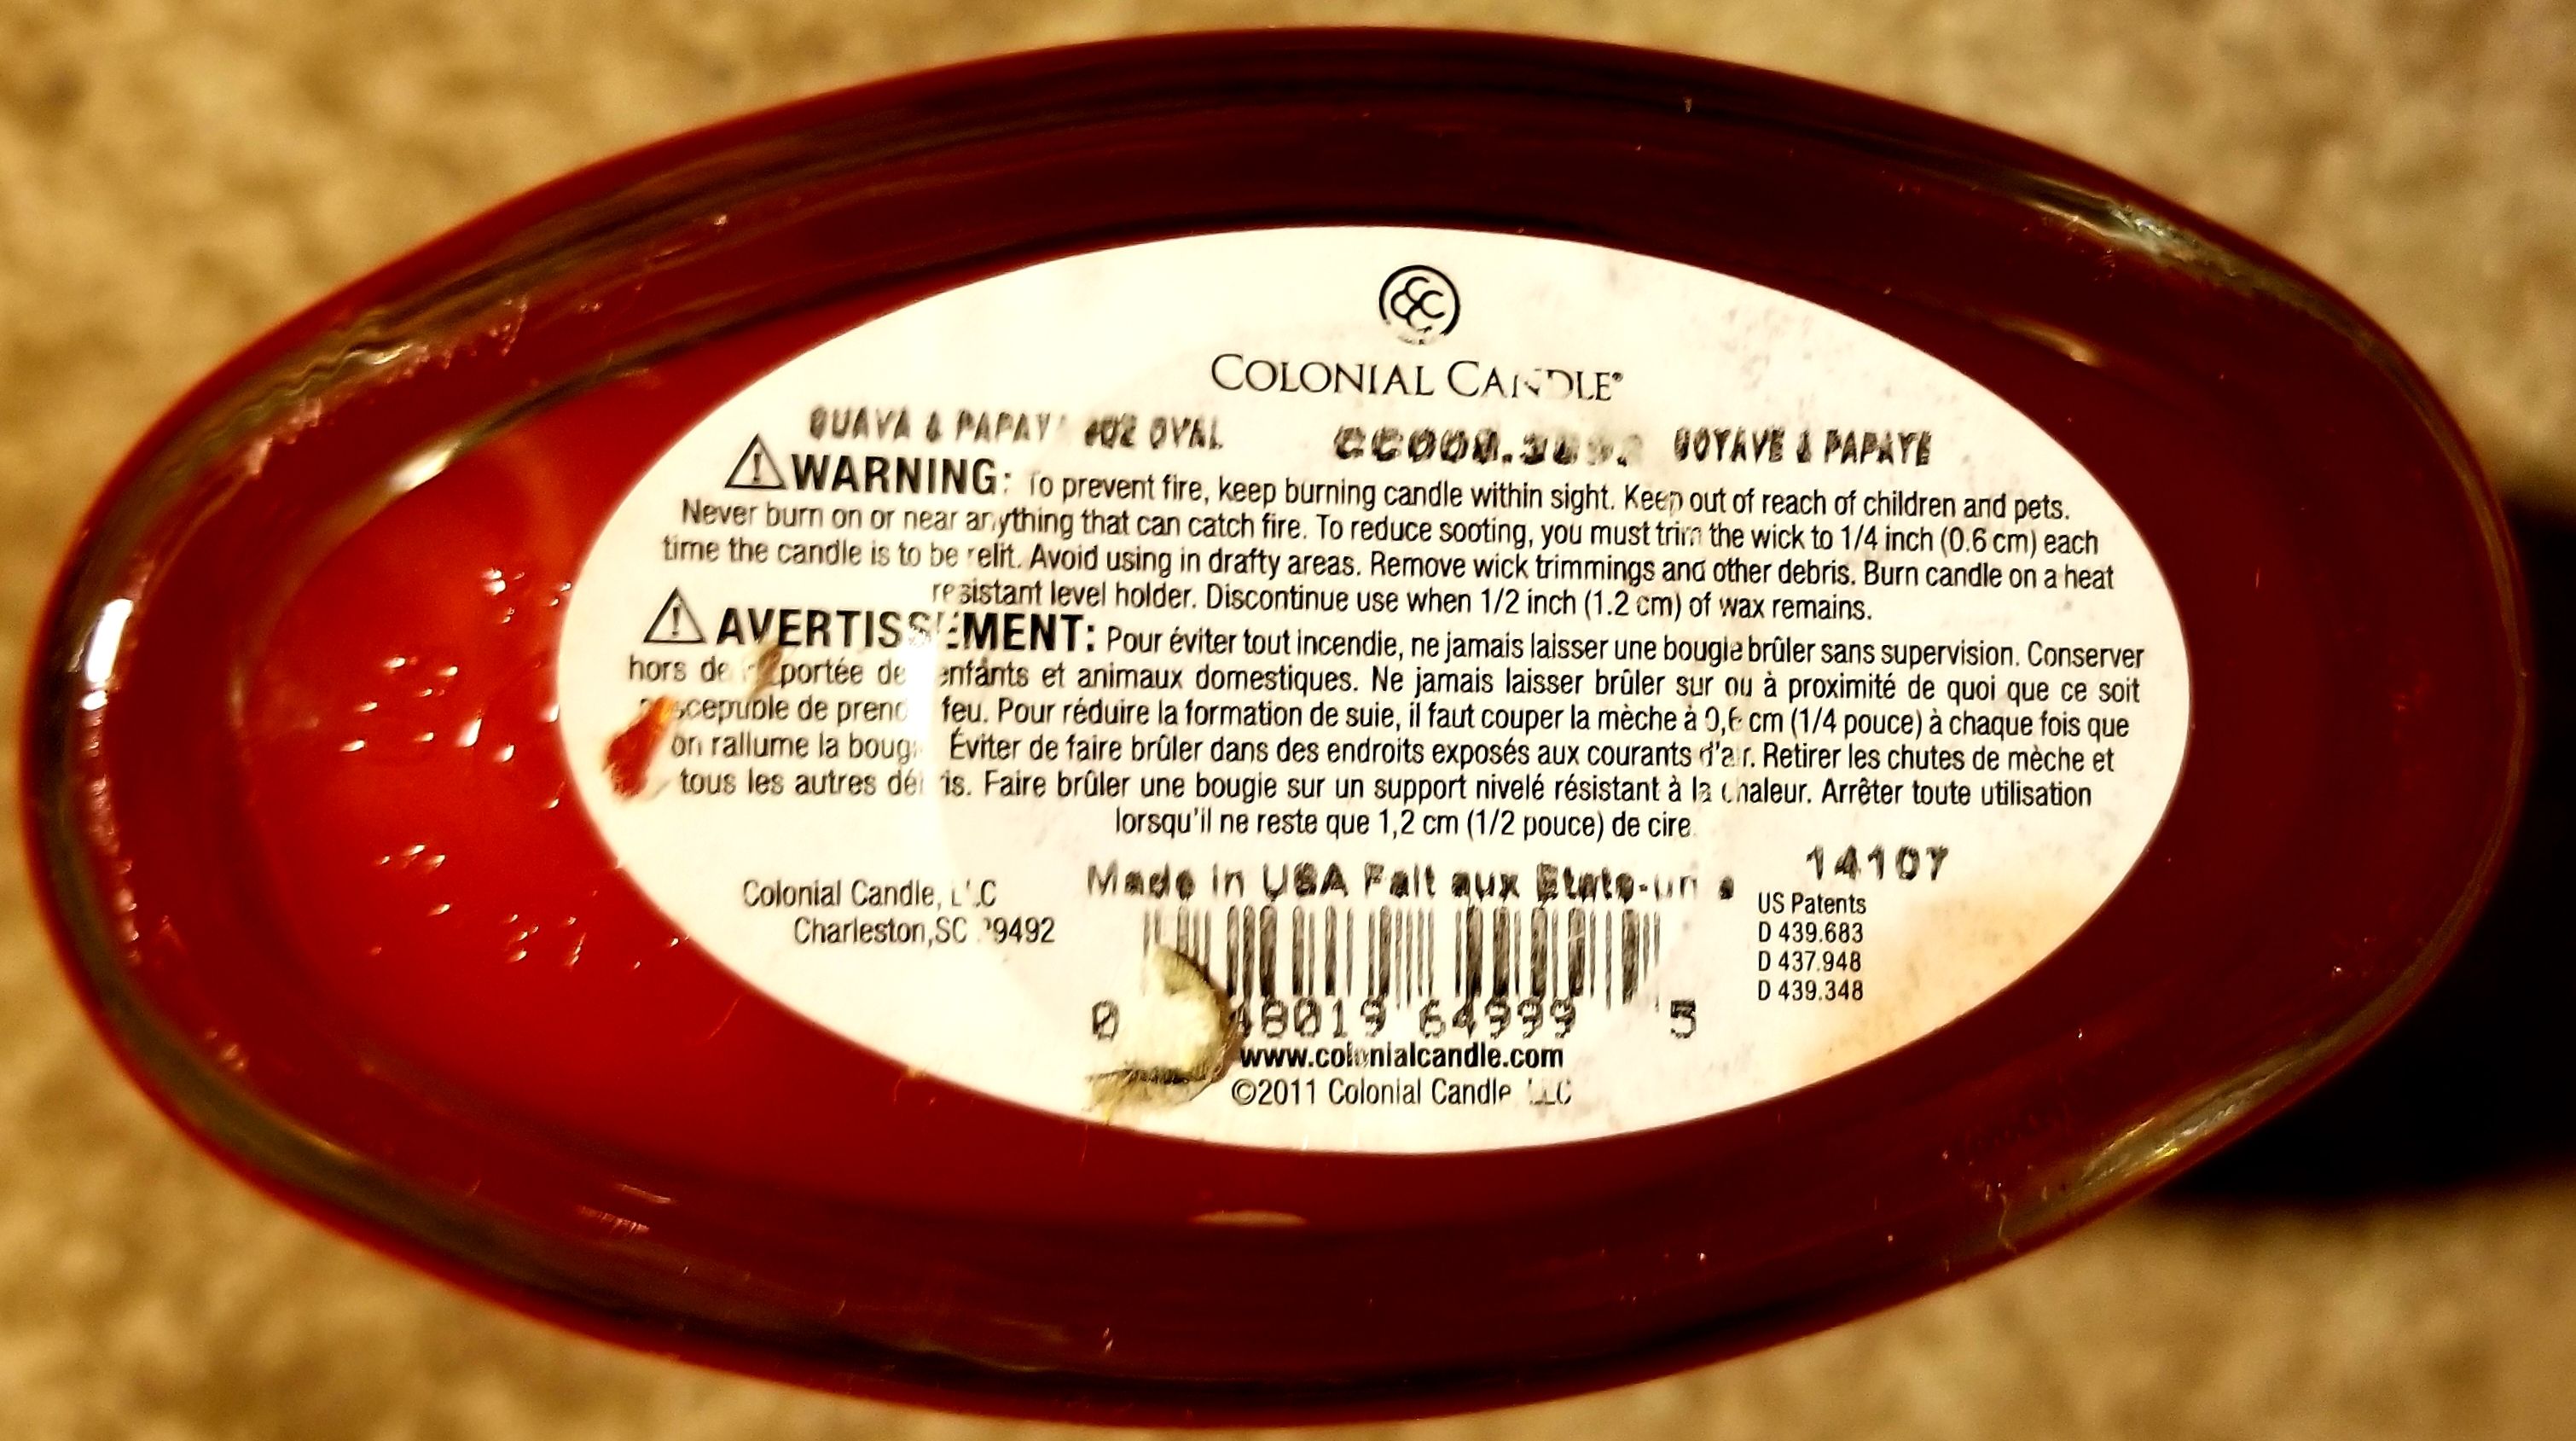 COLONIAL CANDLE®
GUAVA & PAPAYA 8OZ OVAL GOYAVE & PAPAYE
WARNING: To prevent fire, keep burning candle within sight. Keep out of reach of children and pets.
Never burn on or near anything that can catch fire. To reduce sooting, you must trim the wick to 1/4 inch (0.6 cm) each
time the candle is to be relit. Avoid using in drafty areas. Remove wick trimmings and other debris. Burn candle on a heat
resistant level holder. Discontinue use when 1/2 inch (1.2 cm) of wax remains.
AVERTISSEMENT: Pour éviter tout incendie, ne jamais laisser une bougie brûler sans supervision. Conserver
hors de portée de enfants et animaux domestiques. Ne jamais laisser brûler sur ou à proximité de quoi que ce soit
susceptible de prend feu. Pour réduire la formation de suie, il faut couper la mèche à 0,6 cm (1/4 pouce) à chaque fois que
on rallume la bougie Éviter de faire brûler dans des endroits exposés aux courants d'air. Retirer les chutes de mèche et
tous les autres débris. Faire brûler une bougie sur un support nivelé résistant à la chaleur. Arrêter toute utilisation
lorsqu'il ne reste que 1,2 cm (1/2 pouce) de cire
14107
Made in USA Fait aux Etats-unis
Colonial Candle, LLC
Charleston,SC 29492
US Patents
D 439.683
D 437.948
D 439.348
0 48019 64999 5
www.colonialcandle.com
©2011 Colonial Candle LLC